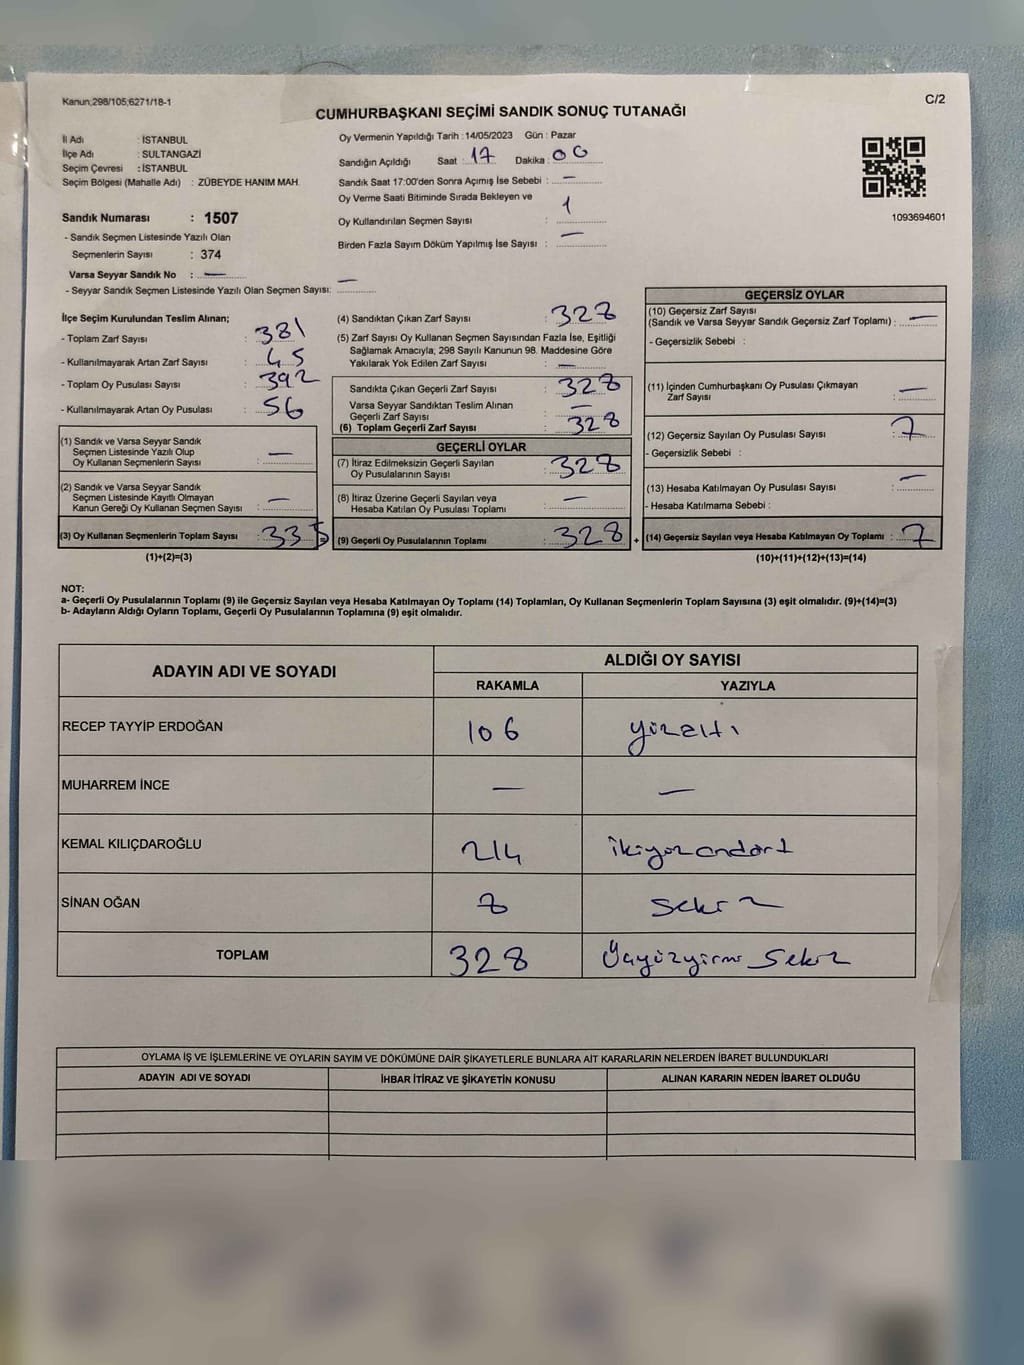 Kanun;298/105;6271/18-1
C/2
CUMHURBAŞKANI SEÇİMİ SANDIK SONUÇ TUTANAĞI
İl Adı : İSTANBUL
İlçe Adı : SULTANGAZİ
Seçim Çevresi : İSTANBUL
Seçim Bölgesi (Mahalle Adı) : ZÜBEYDE HANIM MAH.
Sandık Numarası : 1507
- Sandık Seçmen Listesinde Yazılı Olan
Seçmenlerin Sayısı : 374
Varsa Seyyar Sandık No : —
- Seyyar Sandık Seçmen Listesinde Yazılı Olan Seçmen Sayısı: —
Oy Vermenin Yapıldığı Tarih :14/05/2023 Gün : Pazar
Sandığın Açıldığı Saat : 17 Dakika : 00
Sandık Saat 17:00'den Sonra Açımış İse Sebebi : —
Oy Verme Saati Bitiminde Sırada Bekleyen ve
Oy Kullandırılan Seçmen Sayısı : 1
Birden Fazla Sayım Döküm Yapılmış İse Sayısı : —
1093694601
İlçe Seçim Kurulundan Teslim Alınan;
- Toplam Zarf Sayısı : 381
- Kullanılmayarak Artan Zarf Sayısı : 45
- Toplam Oy Pusulası Sayısı : 392
- Kullanılmayarak Artan Oy Pusulası : 56
(1) Sandık ve Varsa Seyyar Sandık
Seçmen Listesinde Yazılı Olup
Oy Kullanan Seçmenlerin Sayısı : —
(2) Sandık ve Varsa Seyyar Sandık
Seçmen Listesinde Kayıtlı Olmayan
Kanun Gereği Oy Kullanan Seçmen Sayısı : —
(3) Oy Kullanan Seçmenlerin Toplam Sayısı : 335
(1)+(2)=(3)
(4) Sandıktan Çıkan Zarf Sayısı : 328
(5) Zarf Sayısı Oy Kullanan Seçmen Sayısından Fazla İse, Eşitliği
Sağlamak Amacıyla, 298 Sayılı Kanunun 98. Maddesine Göre
Yakılarak Yok Edilen Zarf Sayısı : —
Sandıkta Çıkan Geçerli Zarf Sayısı : 328
Varsa Seyyar Sandıktan Teslim Alınan
Geçerli Zarf Sayısı : —
(6) Toplam Geçerli Zarf Sayısı : 328
GEÇERLİ OYLAR
(7) İtiraz Edilmeksizin Geçerli Sayılan
Oy Pusulalarının Sayısı : 328
(8) İtiraz Üzerine Geçerli Sayılan veya
Hesaba Katılan Oy Pusulası Toplamı : —
(9) Geçerli Oy Pusulalarının Toplamı : 328
+
GEÇERSİZ OYLAR
(10) Geçersiz Zarf Sayısı
(Sandık ve Varsa Seyyar Sandık Geçersiz Zarf Toplamı) : —
- Geçersizlik Sebebi :
(11) İçinden Cumhurbaşkanı Oy Pusulası Çıkmayan
Zarf Sayısı : —
(12) Geçersiz Sayılan Oy Pusulası Sayısı : 7
- Geçersizlik Sebebi :
(13) Hesaba Katılmayan Oy Pusulası Sayısı : —
- Hesaba Katılmama Sebebi :
(14) Geçersiz Sayılan veya Hesaba Katılmayan Oy Toplamı : 7
(10)+(11)+(12)+(13)=(14)
NOT:
a- Geçerli Oy Pusulalarının Toplamı (9) ile Geçersiz Sayılan veya Hesaba Katılmayan Oy Toplamı (14) Toplamları, Oy Kullanan Seçmenlerin Toplam Sayısına (3) eşit olmalıdır. (9)+(14)=(3)
b- Adayların Aldığı Oyların Toplamı, Geçerli Oy Pusulalarının Toplamına (9) eşit olmalıdır.
ADAYIN ADI VE SOYADI
ALDIĞI OY SAYISI
RAKAMLA YAZIYLA
RECEP TAYYİP ERDOĞAN 106 yüzaltı
MUHARREM İNCE — —
KEMAL KILIÇDAROĞLU 214 ikiyüzondört
SİNAN OĞAN 8 sekiz
TOPLAM 328 Üçyüzyirmi Sekiz
OYLAMA İŞ VE İŞLEMLERİNE VE OYLARIN SAYIM VE DÖKÜMÜNE DAİR ŞİKAYETLERLE BUNLARA AİT KARARLARIN NELERDEN İBARET BULUNDUKLARI
ADAYIN ADI VE SOYADI İHBAR İTİRAZ VE ŞİKAYETİN KONUSU ALINAN KARARIN NEDEN İBARET OLDUĞU